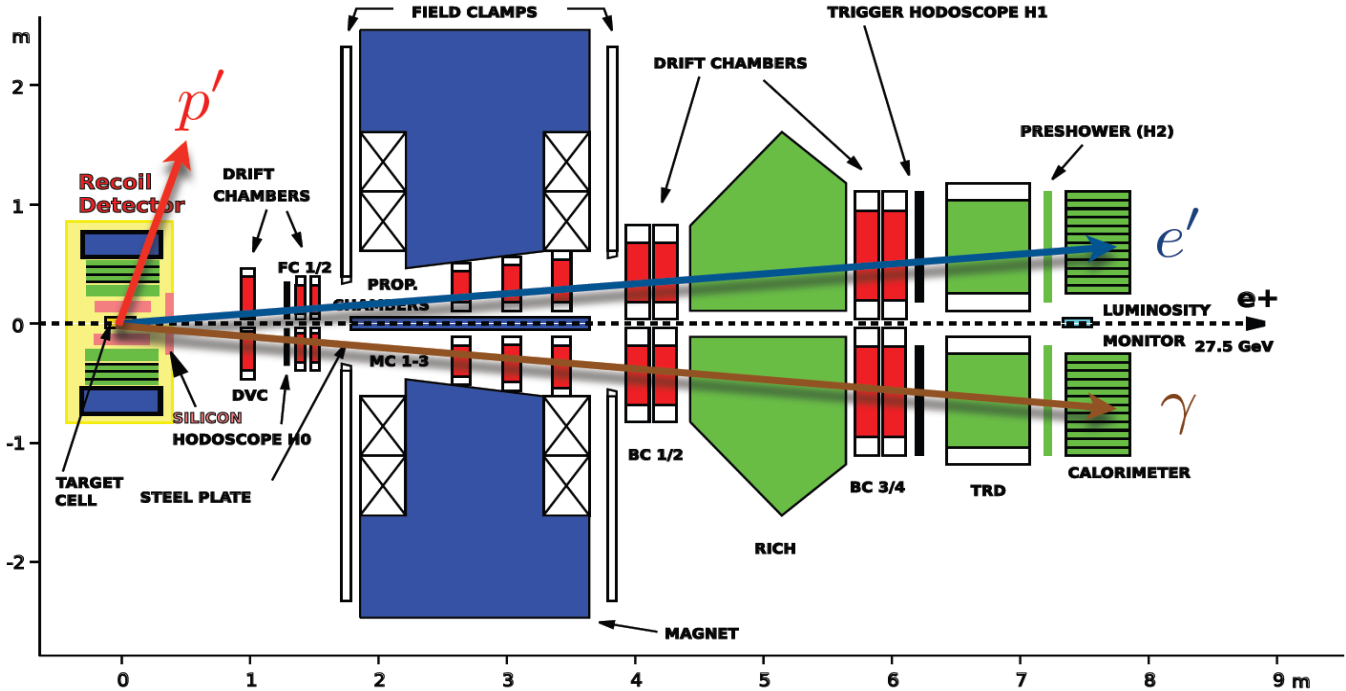 FIELD CLAMPS
TRIGGER HODOSCOPE H1
m
2
1
0
-1
-2
p′
DRIFT CHAMBERS
PRESHOWER (H2)
Recoil
Detector
DRIFT
CHAMBERS
FC 1/2
PROP.
CHAMBERS
e′
e+
LUMINOSITY
MONITOR
27.5 GeV
MC 1-3
DVC
SILICON
HODOSCOPE H0
γ
BC 1/2
CALORIMETER
TARGET
CELL
STEEL PLATE
BC 3/4
TRD
RICH
MAGNET
0
1
2
3
4
5
6
7
8
9 m